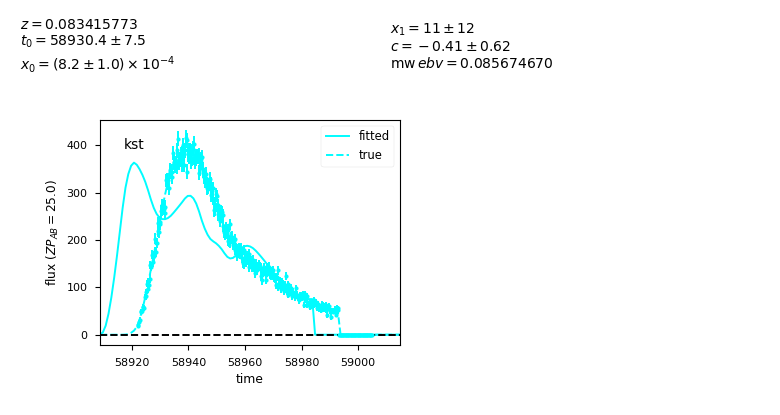 z = 0.083415773
t₀ = 58930.4 ± 7.5
x₀ = (8.2 ± 1.0) × 10⁻⁴
x₁ = 11 ± 12
c = −0.41 ± 0.62
mw ebv = 0.085674670
kst
fitted
true
400
300
200
100
0
flux (ZP_AB = 25.0)
58920 58940 58960 58980 59000
time